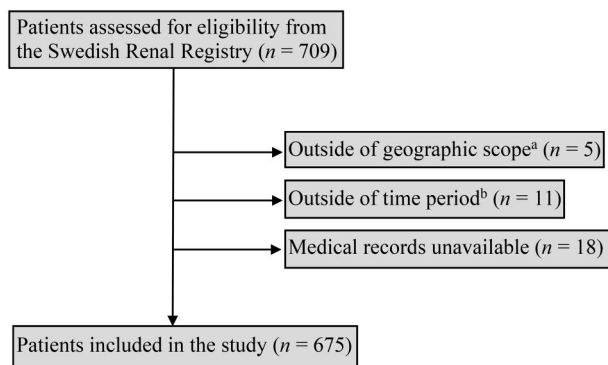 Patients assessed for eligibility from
the Swedish Renal Registry (n = 709)
Outside of geographic scopeᵃ (n = 5)
Outside of time periodᵇ (n = 11)
Medical records unavailable (n = 18)
Patients included in the study (n = 675)